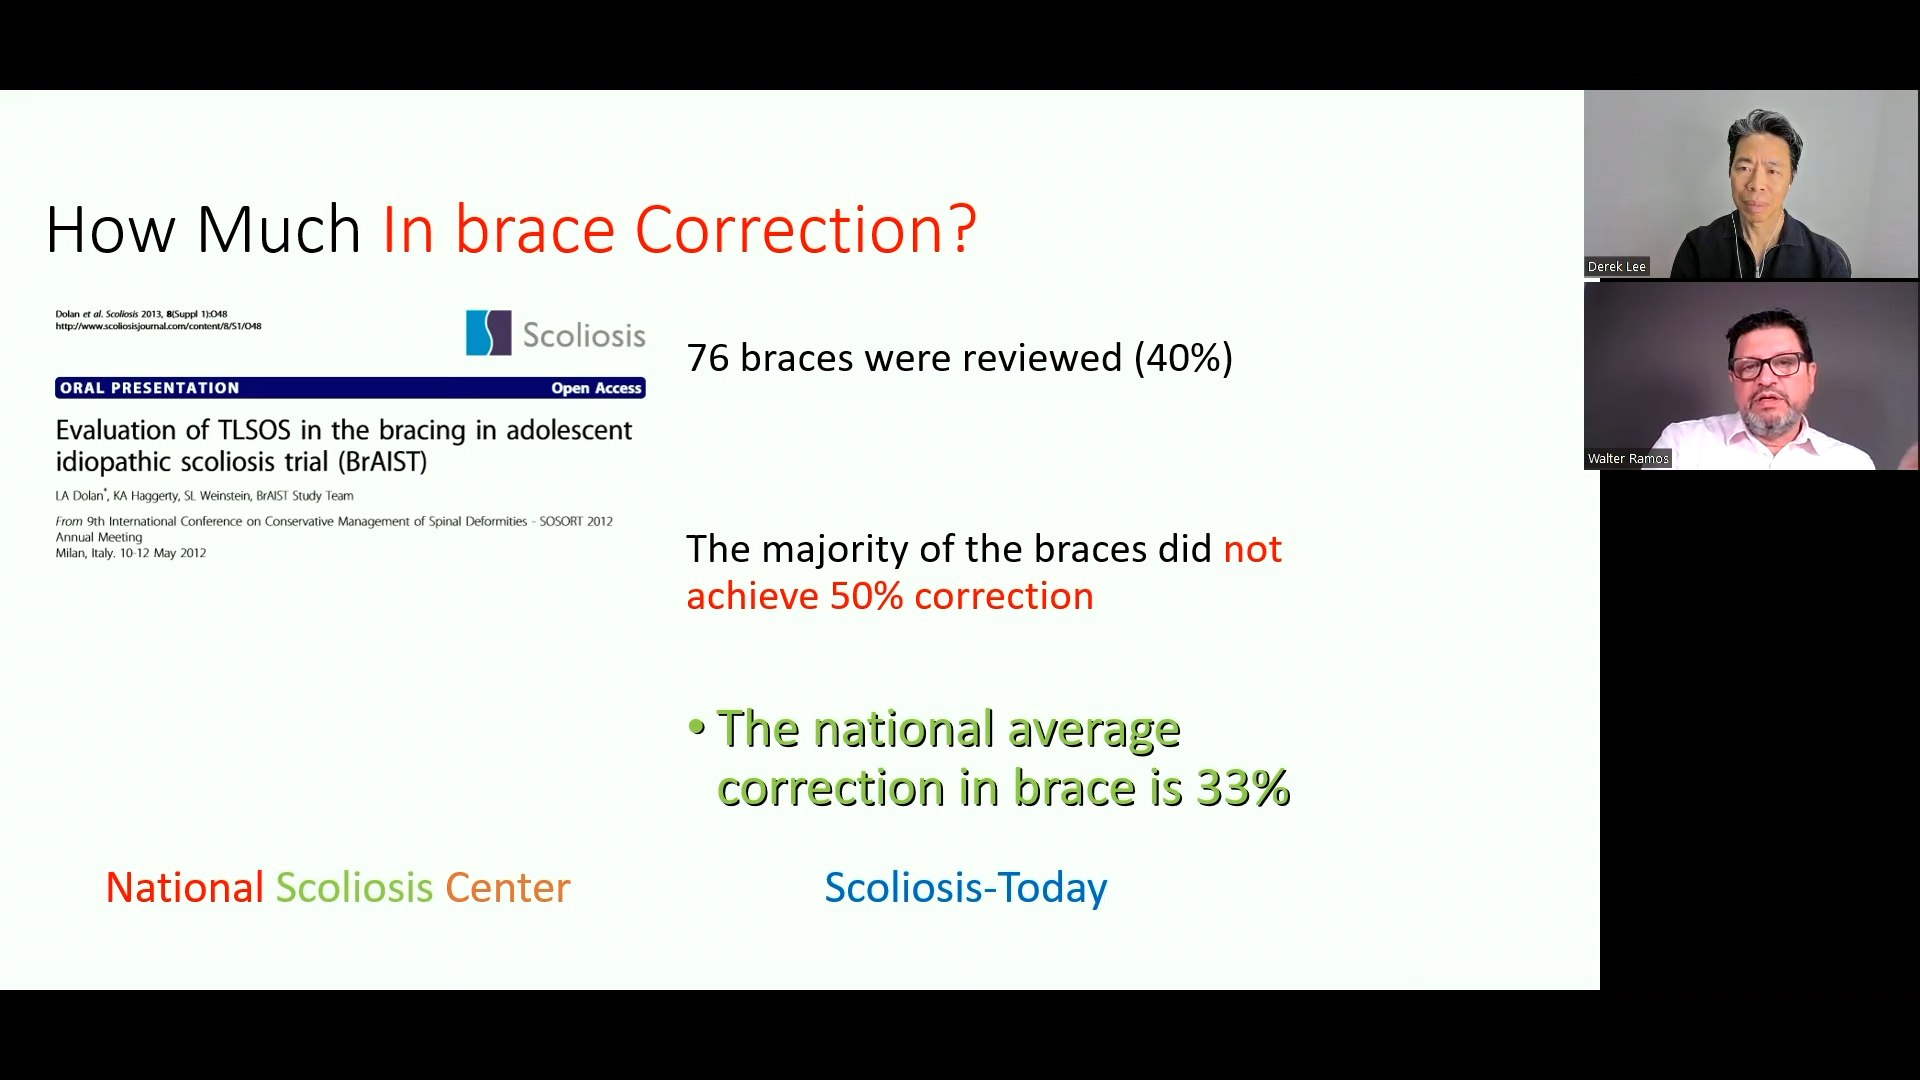 How Much In brace Correction?
Dolan et al. Scoliosis 2013, 8(Suppl 1):O48
http://www.scoliosisjournal.com/content/8/S1/O48
Scoliosis
ORAL PRESENTATION
Open Access
Evaluation of TLSOS in the bracing in adolescent
idiopathic scoliosis trial (BrAIST)
LA Dolan*, KA Haggerty, SL Weinstein, BrAIST Study Team
From 9th International Conference on Conservative Management of Spinal Deformities - SOSORT 2012
Annual Meeting
Milan, Italy. 10-12 May 2012
76 braces were reviewed (40%)
The majority of the braces did not
achieve 50% correction
• The national average
correction in brace is 33%
National Scoliosis Center
Scoliosis-Today
Derek Lee
Walter Ramos